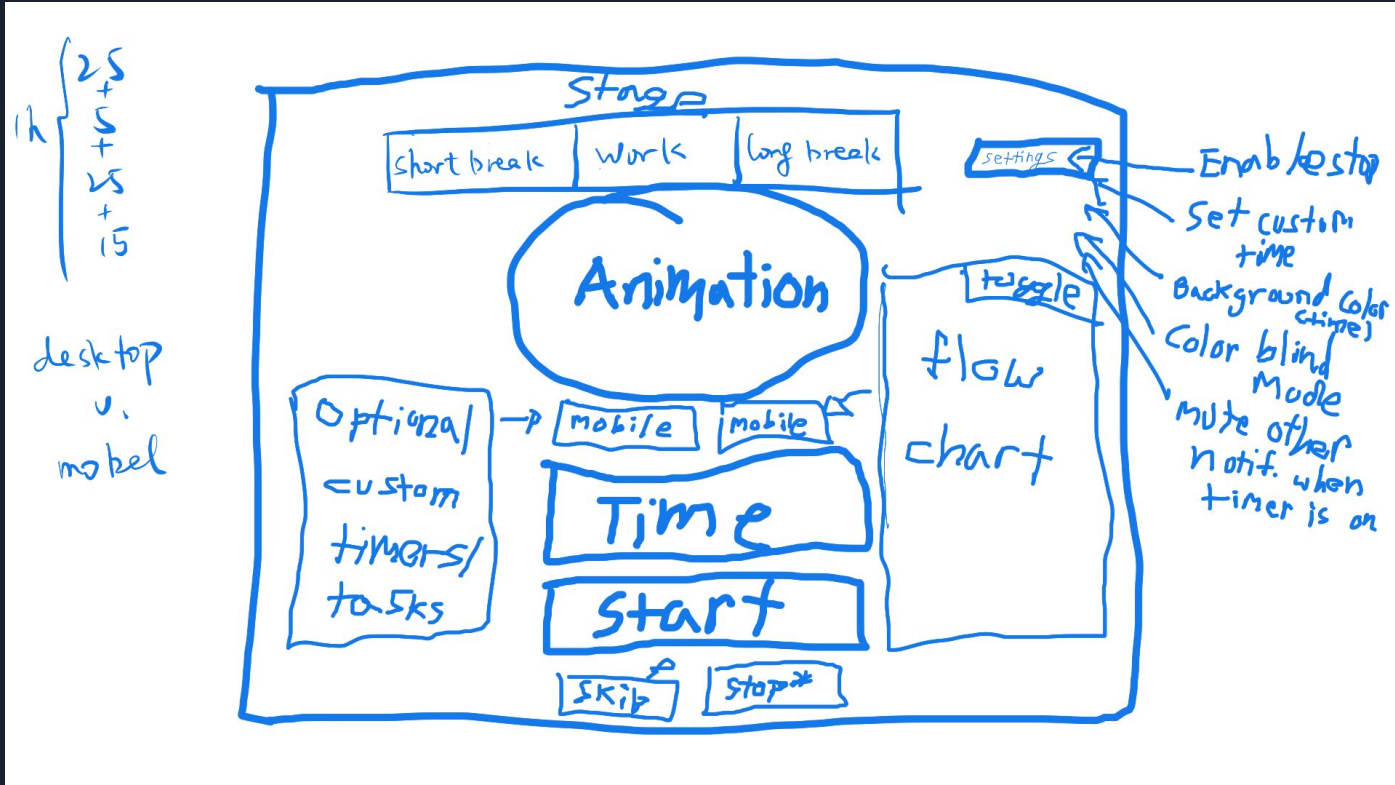 1h
25
+
5
+
25
+
15
desktop
v.
mobel
Stage
short break
work
long break
settings
Animation
toggle
flow
chart
Optional
custom
timers/
tasks
mobile
mobile
Time
Start
Skip
Stop*
Enable stop
Set custom
time
Background color
(time)
Color blind
Mode
Mute other
notif. when
timer is on